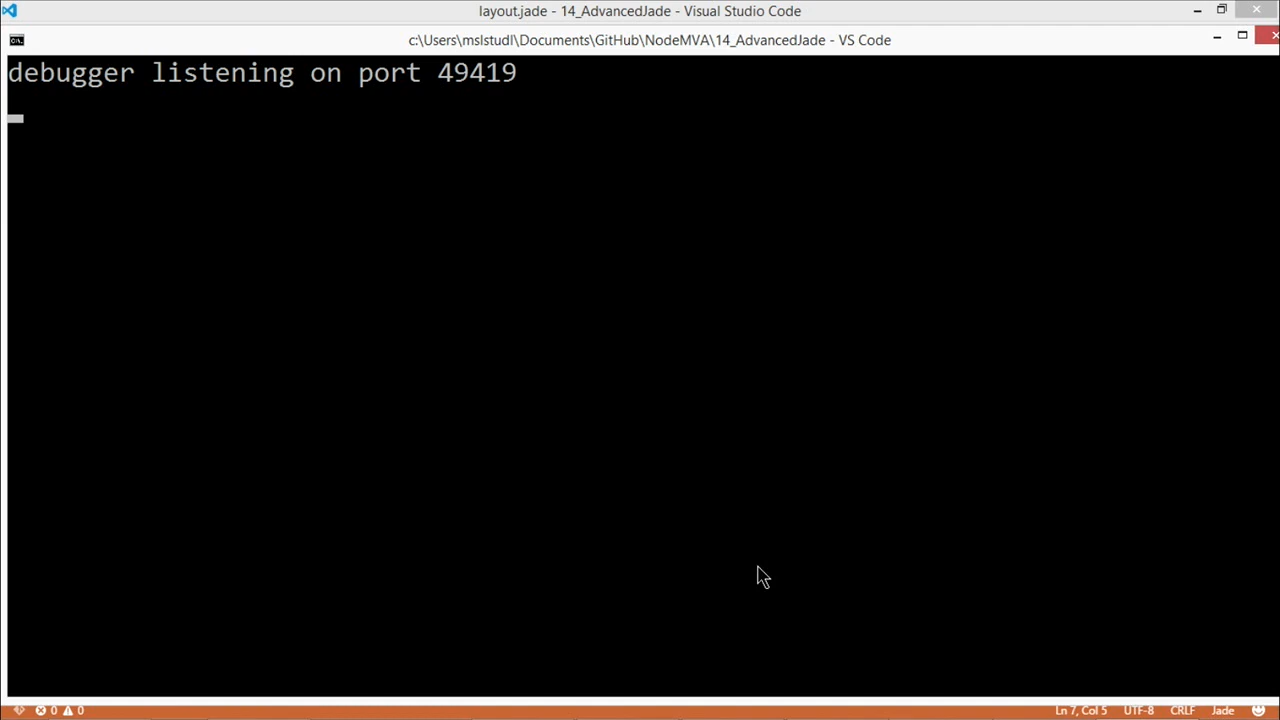 layout.jade - 14_AdvancedJade - Visual Studio Code
c:\Users\mslstudl\Documents\GitHub\NodeMVA\14_AdvancedJade - VS Code
debugger listening on port 49419
0 0 Ln 7, Col 5 UTF-8 CRLF Jade